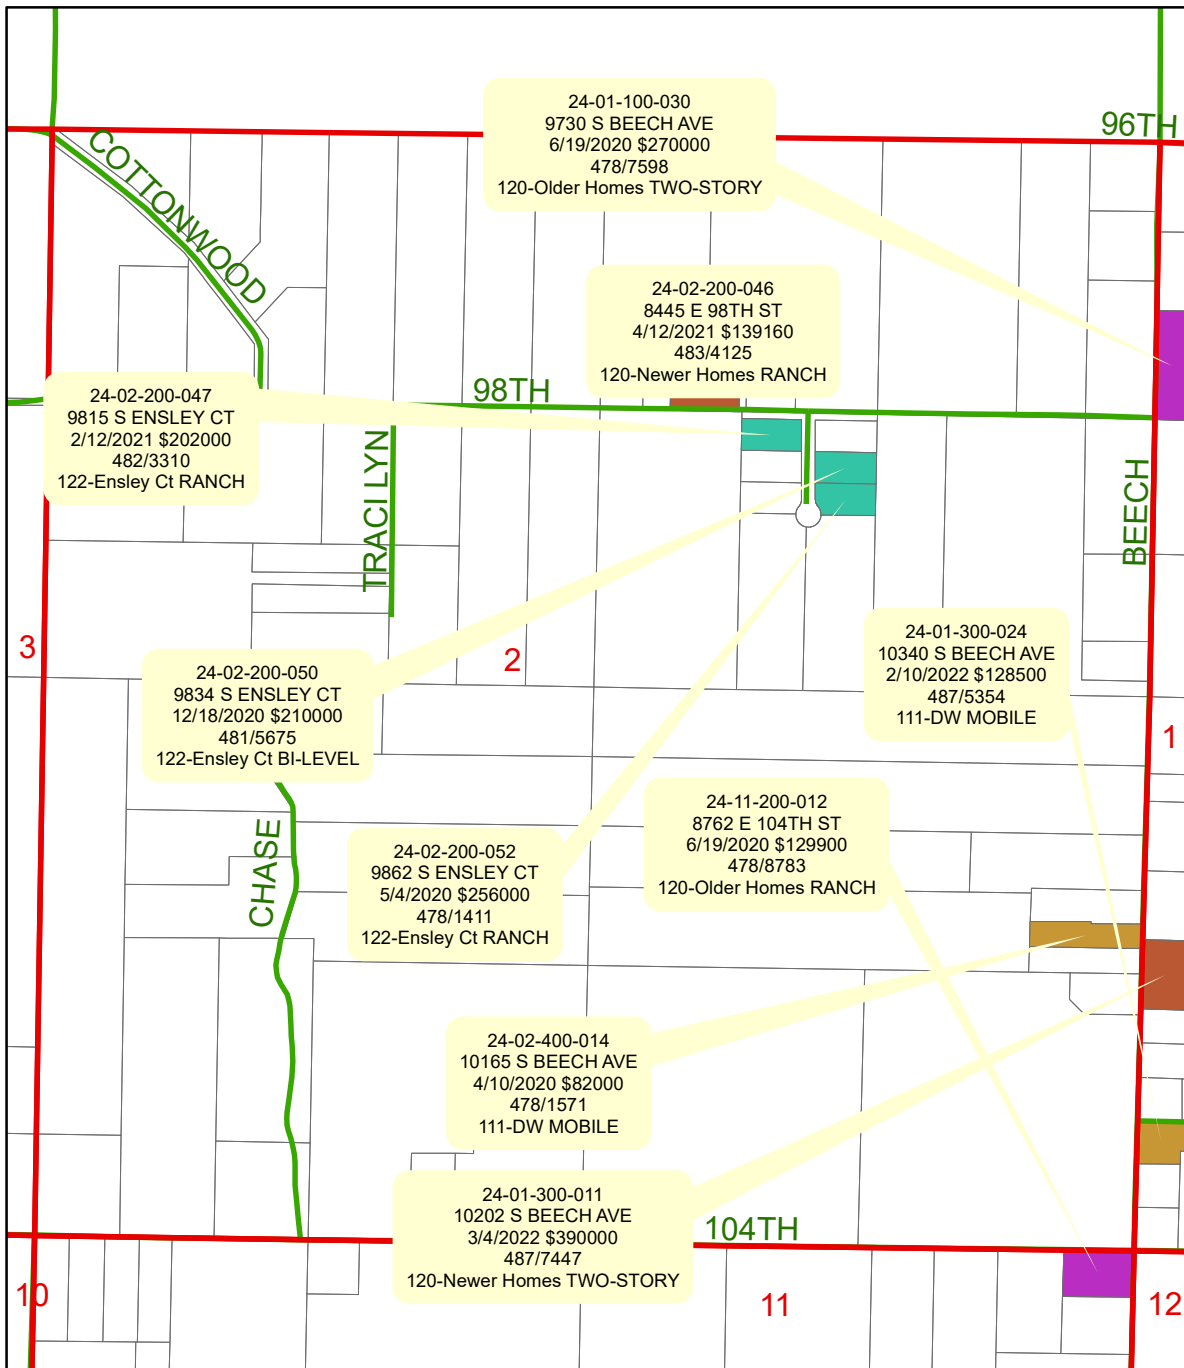 96TH
24-01-100-030
9730 S BEECH AVE
6/19/2020 $270000
478/7598
120-Older Homes TWO-STORY
COTTONWOOD
24-02-200-046
8445 E 98TH ST
4/12/2021 $139160
483/4125
120-Newer Homes RANCH
98TH
24-02-200-047
9815 S ENSLEY CT
2/12/2021 $202000
482/3310
122-Ensley Ct RANCH
TRACI LYN
BEECH
3
2
24-01-300-024
10340 S BEECH AVE
2/10/2022 $128500
487/5354
111-DW MOBILE
24-02-200-050
9834 S ENSLEY CT
12/18/2020 $210000
481/5675
122-Ensley Ct BI-LEVEL
1
24-11-200-012
8762 E 104TH ST
6/19/2020 $129900
478/8783
120-Older Homes RANCH
CHASE
24-02-200-052
9862 S ENSLEY CT
5/4/2020 $256000
478/1411
122-Ensley Ct RANCH
24-02-400-014
10165 S BEECH AVE
4/10/2020 $82000
478/1571
111-DW MOBILE
24-01-300-011
10202 S BEECH AVE
3/4/2022 $390000
487/7447
120-Newer Homes TWO-STORY
104TH
10
11
12